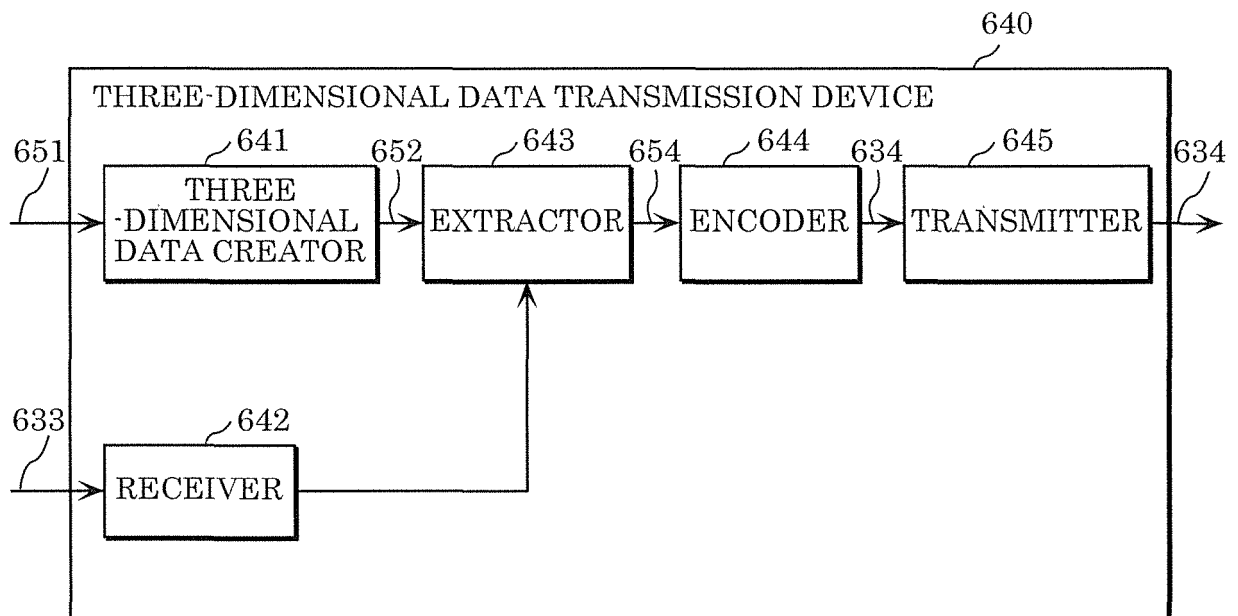 640
THREE-DIMENSIONAL DATA TRANSMISSION DEVICE
651
641
652
643
654
644
634
645
634
THREE
-DIMENSIONAL
DATA CREATOR
EXTRACTOR
ENCODER
TRANSMITTER
633
642
RECEIVER